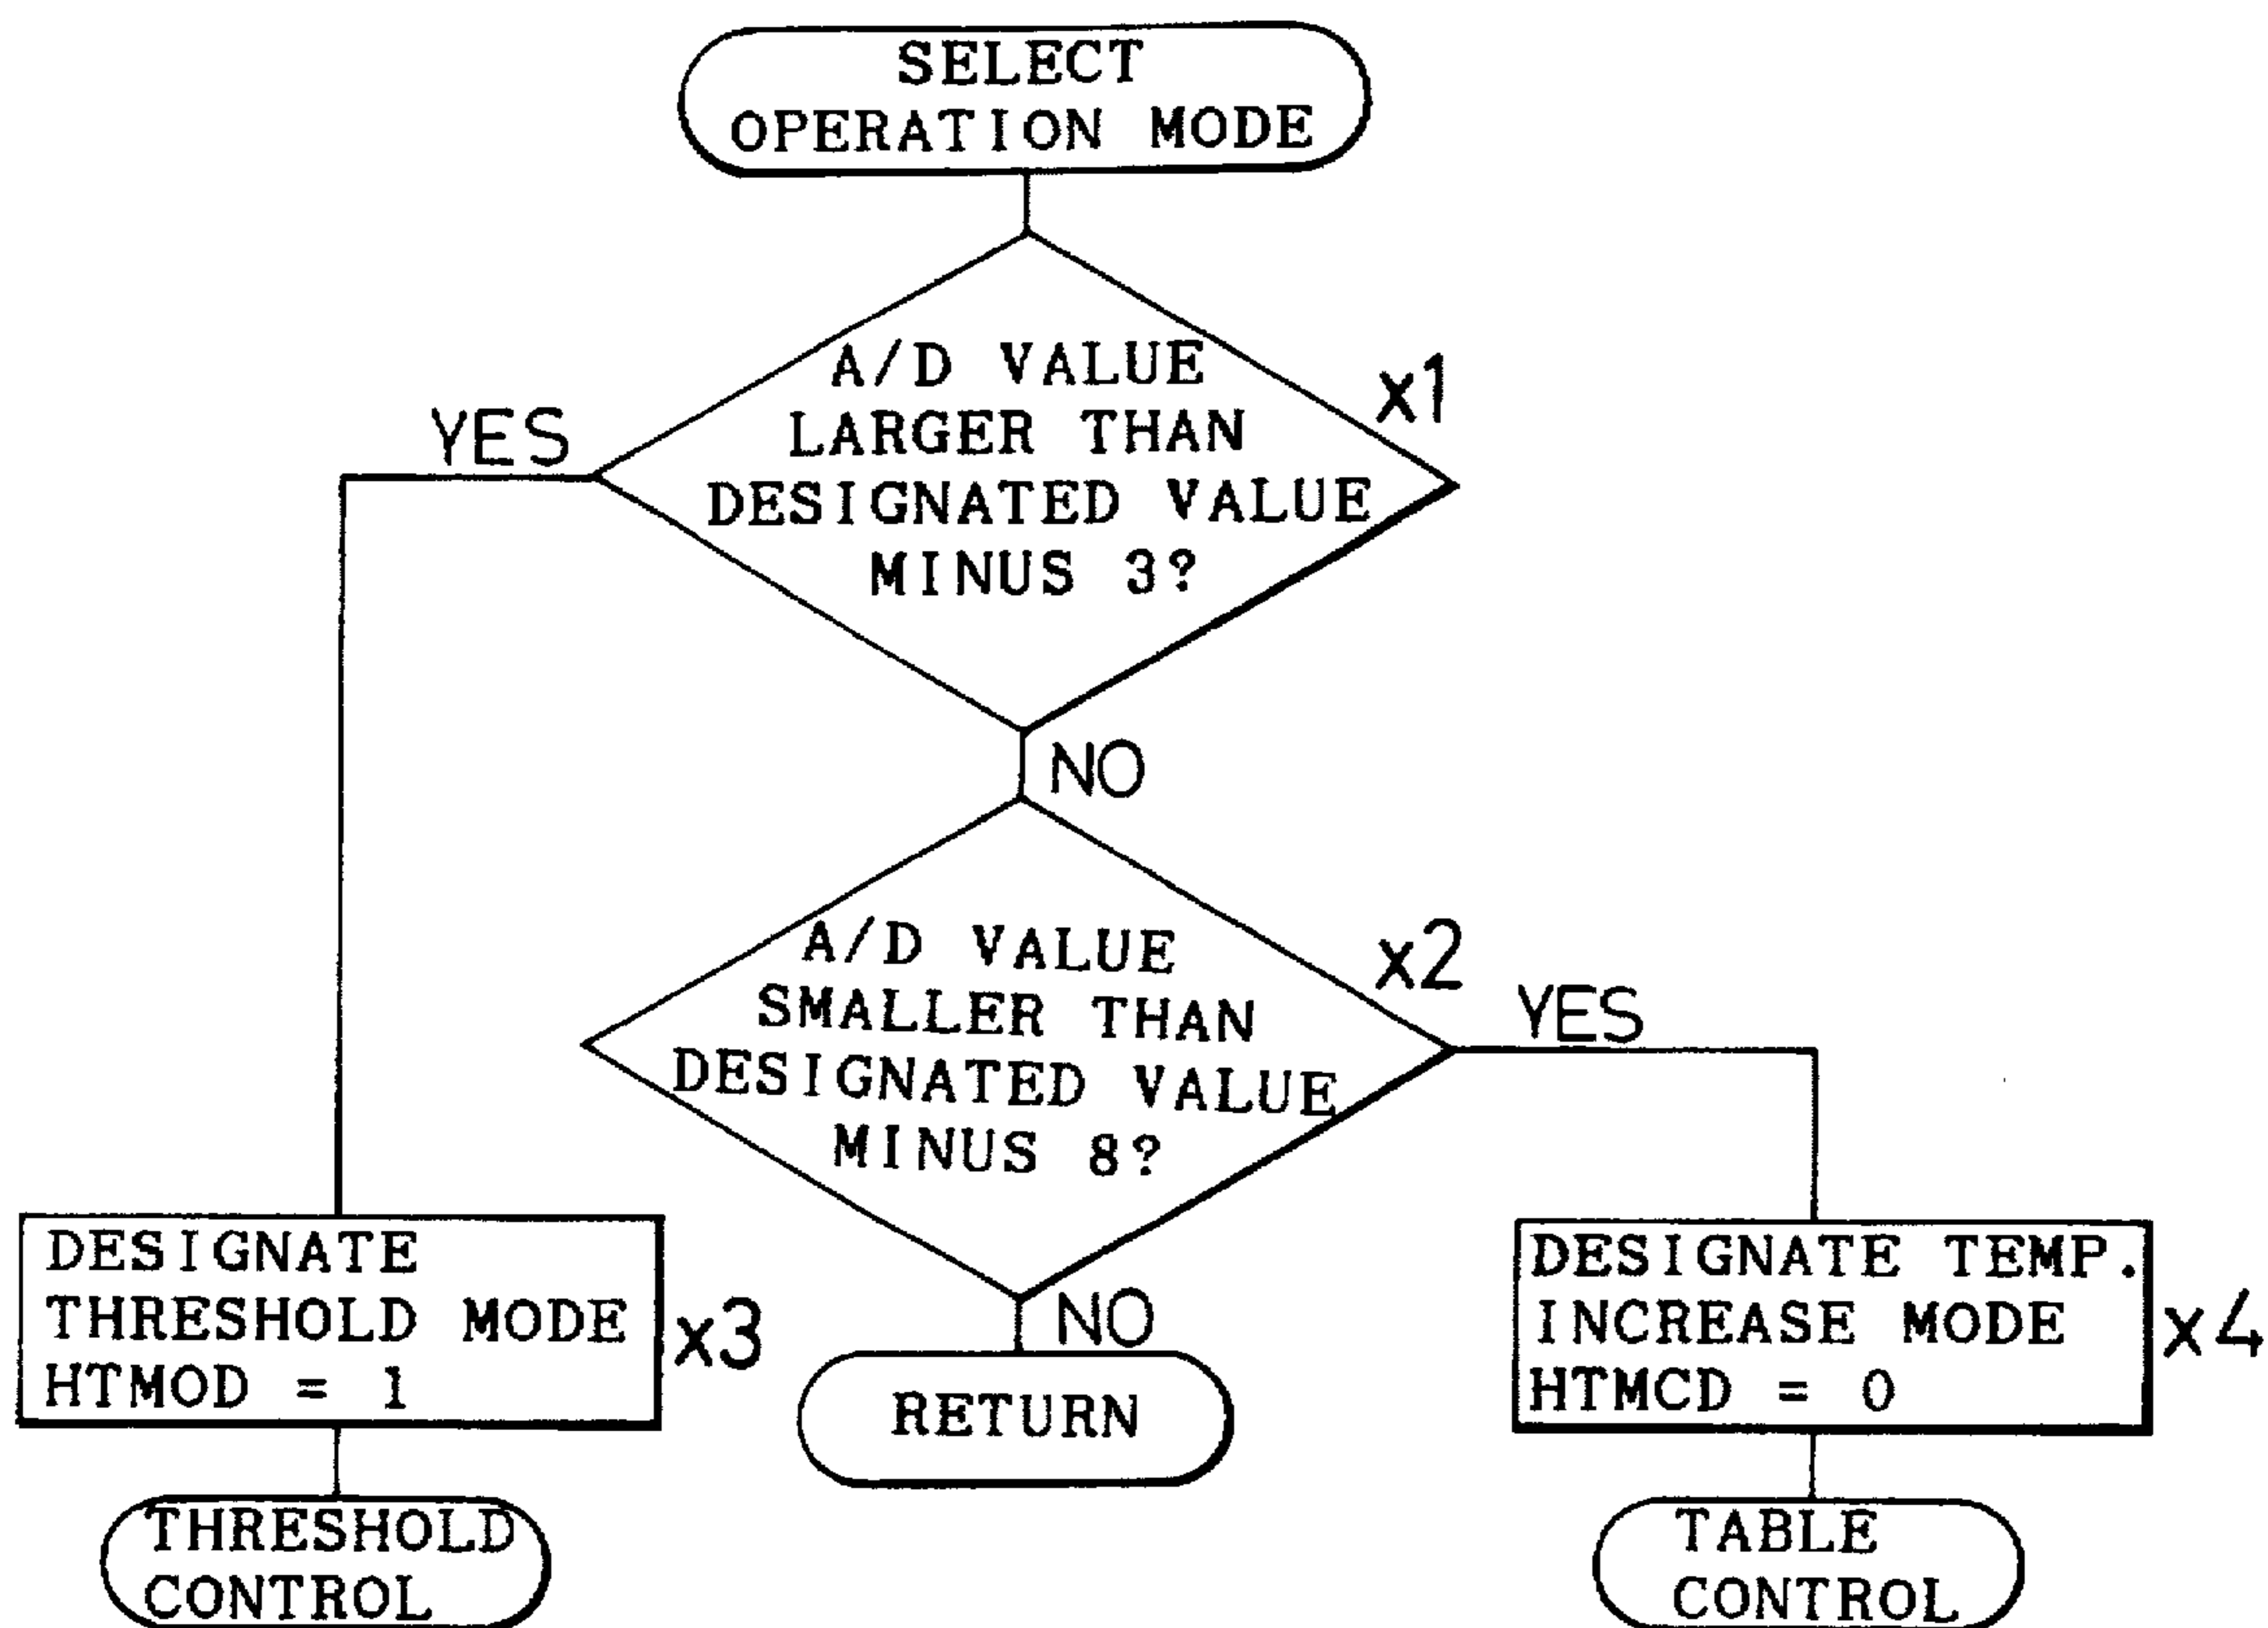 SELECT
OPERATION MODE
A/D VALUE
LARGER THAN
DESIGNATED VALUE
MINUS 3?
x1
YES
NO
A/D VALUE
SMALLER THAN
DESIGNATED VALUE
MINUS 8?
x2
YES
NO
DESIGNATE
THRESHOLD MODE
HTMOD = 1
x3
RETURN
DESIGNATE TEMP.
INCREASE MODE
HTMCD = 0
x4
THRESHOLD
CONTROL
TABLE
CONTROL